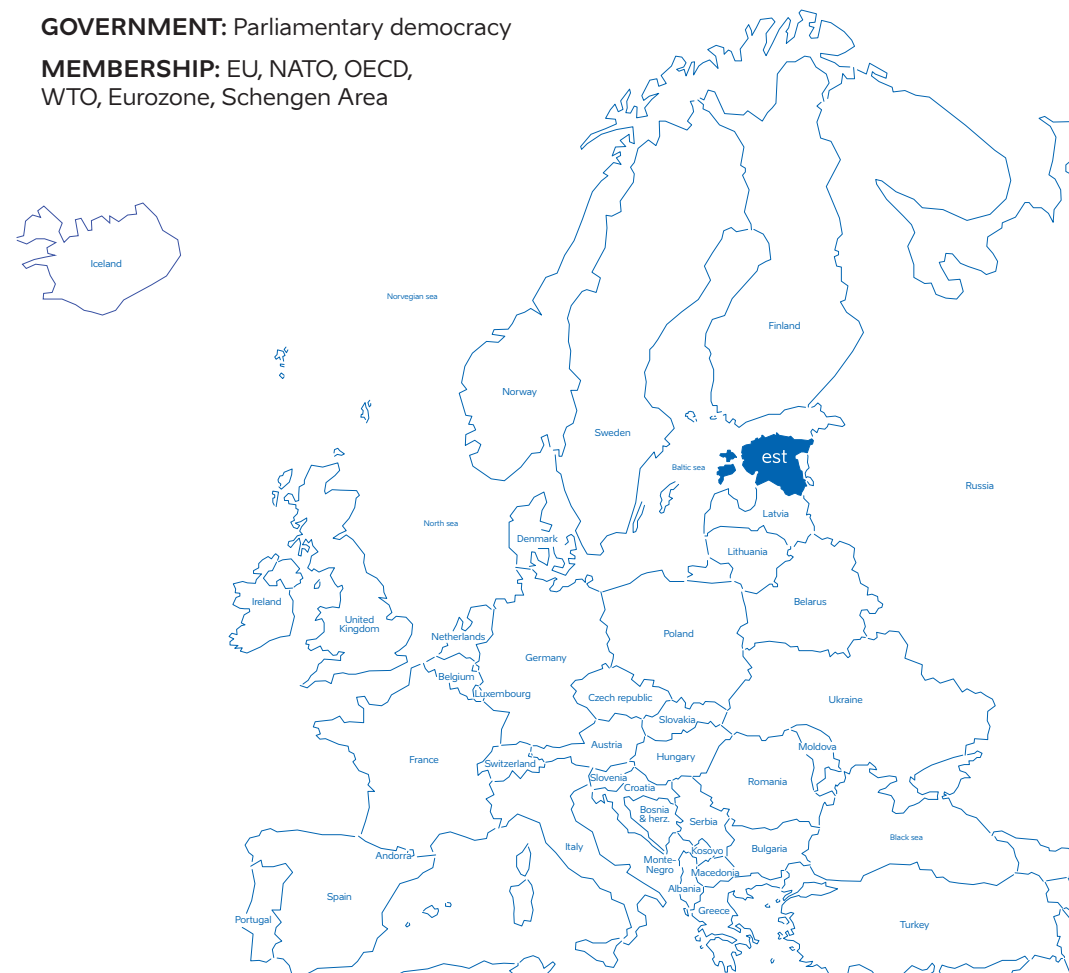 GOVERNMENT: Parliamentary democracy
MEMBERSHIP: EU, NATO, OECD,
WTO, Eurozone, Schengen Area
Iceland
Norwegian sea
Finland
Norway
Sweden
est
Baltic sea
Russia
Latvia
North sea
Denmark
Lithuania
Ireland
Belarus
United
Kingdom
Netherlands
Poland
Germany
Belgium
Luxembourg
Czech republic
Ukraine
Slovakia
Austria
Moldova
Hungary
France
Switzerland
Slovenia
Romania
Croatia
Bosnia
& herz.
Serbia
Black sea
Italy
Kosovo
Bulgaria
Andorra
Monte-
Negro
Macedonia
Albania
Spain
Greece
Portugal
Turkey